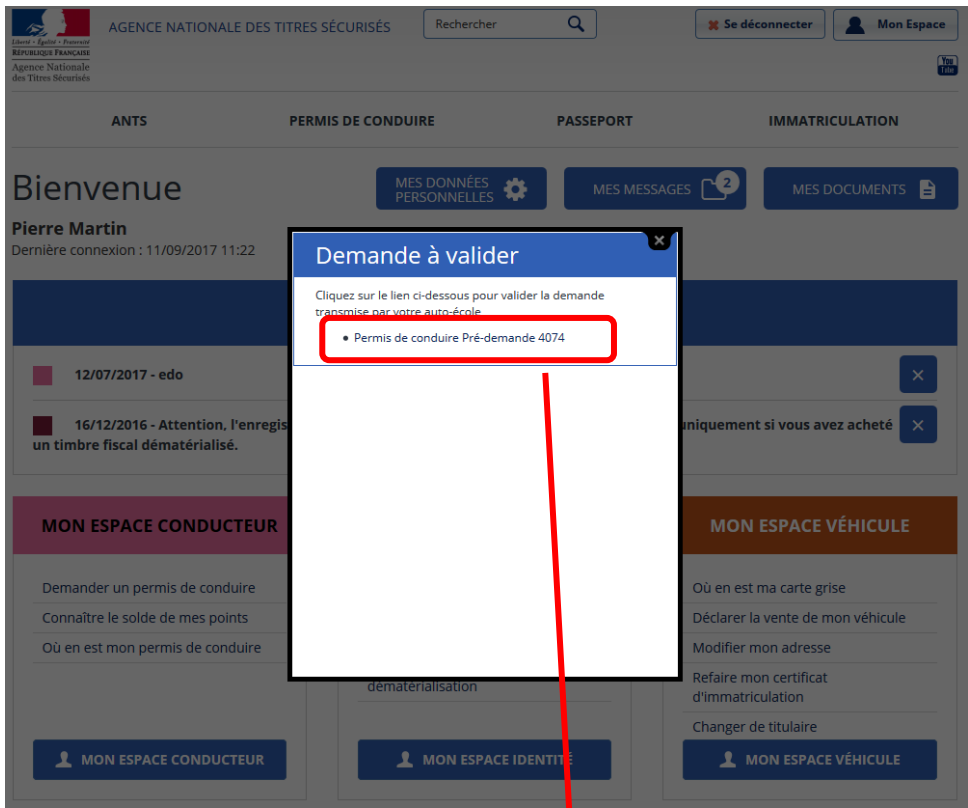 AGENCE NATIONALE DES TITRES SÉCURISÉS
Rechercher
Se déconnecter
Mon Espace
Liberté • Égalité • Fraternité
RÉPUBLIQUE FRANÇAISE
Agence Nationale
des Titres Sécurisés
You
Tube
ANTS
PERMIS DE CONDUIRE
PASSEPORT
IMMATRICULATION
Bienvenue
MES DONNÉES
PERSONNELLES
MES MESSAGES
2
MES DOCUMENTS
Pierre Martin
Dernière connexion : 11/09/2017 11:22
Demande à valider
Cliquez sur le lien ci-dessous pour valider la demande
transmise par votre auto-école
• Permis de conduire Pré-demande 4074
12/07/2017 - edo
16/12/2016 - Attention, l'enregis
uniquement si vous avez acheté
un timbre fiscal dématérialisé.
MON ESPACE CONDUCTEUR
MON ESPACE VÉHICULE
Demander un permis de conduire
Connaître le solde de mes points
Où en est mon permis de conduire
dématérialisation
Où en est ma carte grise
Déclarer la vente de mon véhicule
Modifier mon adresse
Refaire mon certificat
d'immatriculation
Changer de titulaire
MON ESPACE CONDUCTEUR
MON ESPACE IDENTITÉ
MON ESPACE VÉHICULE